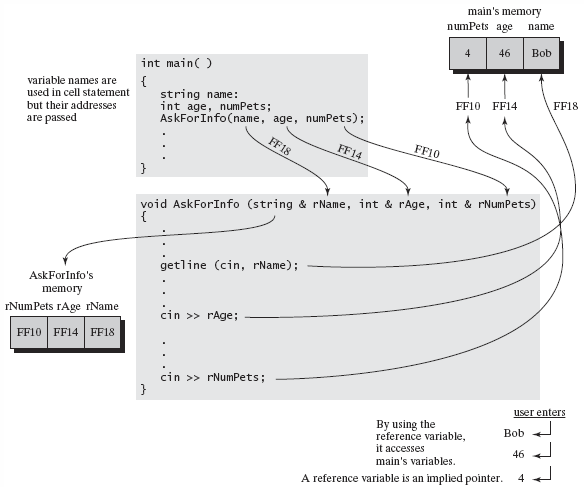 main's memory
numPets age name
4 46 Bob
FF10 FF14 FF18
variable names are
used in cell statement
but their addresses
are passed
int main( )
{
string name:
int age, numPets;
AskForInfo(name, age, numPets);
.
.
.
}
FF18 FF14 FF10
void AskForInfo (string & rName, int & rAge, int & rNumPets)
{
.
.
.
getline (cin, rName);
.
.
.
cin >> rAge;
.
.
.
cin >> rNumPets;
}
AskForInfo's
memory
rNumPets rAge rName
FF10 FF14 FF18
user enters
By using the
reference variable,
it accesses
main's variables.
Bob
46
A reference variable is an implied pointer. 4